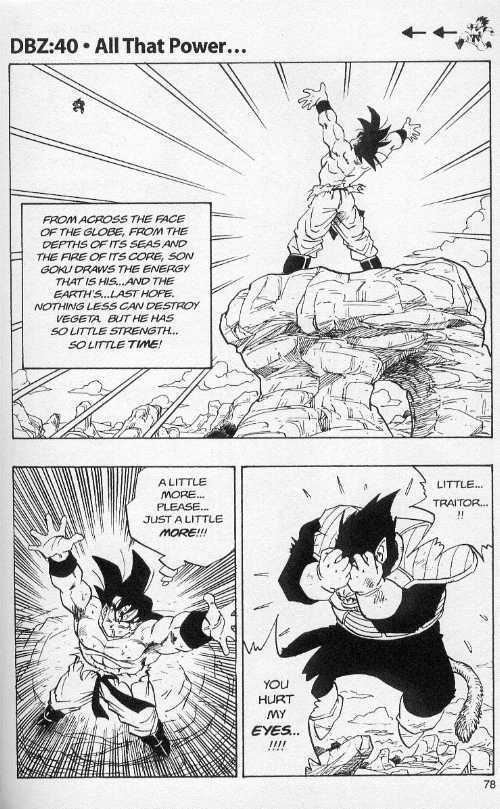 DBZ:40 • All That Power...
FROM ACROSS THE FACE
OF THE GLOBE, FROM THE
DEPTHS OF ITS SEAS AND
THE FIRE OF ITS CORE, SON
GOKU DRAWS THE ENERGY
THAT IS HIS...AND THE
EARTH'S...LAST HOPE.
NOTHING LESS CAN DESTROY
VEGETA. BUT HE HAS
SO LITTLE STRENGTH...
SO LITTLE TIME!
LITTLE...
TRAITOR...
!!
YOU
HURT
MY
EYES...
!!!!
A LITTLE
MORE...
PLEASE...
JUST A LITTLE
MORE!!!
78